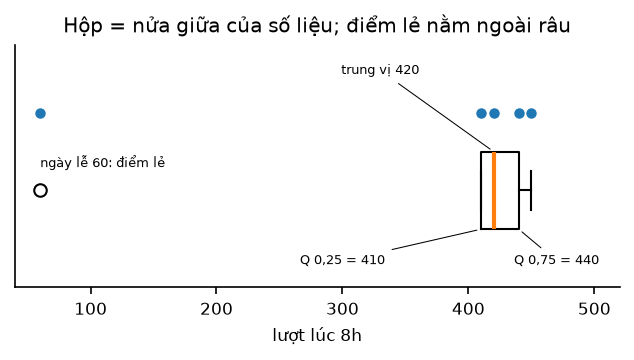 Hộp = nửa giữa của số liệu; điểm lẻ nằm ngoài râu
trung vị 420
ngày lễ 60: điểm lẻ
Q 0,25 = 410
Q 0,75 = 440
100
200
300
400
500
lượt lúc 8h